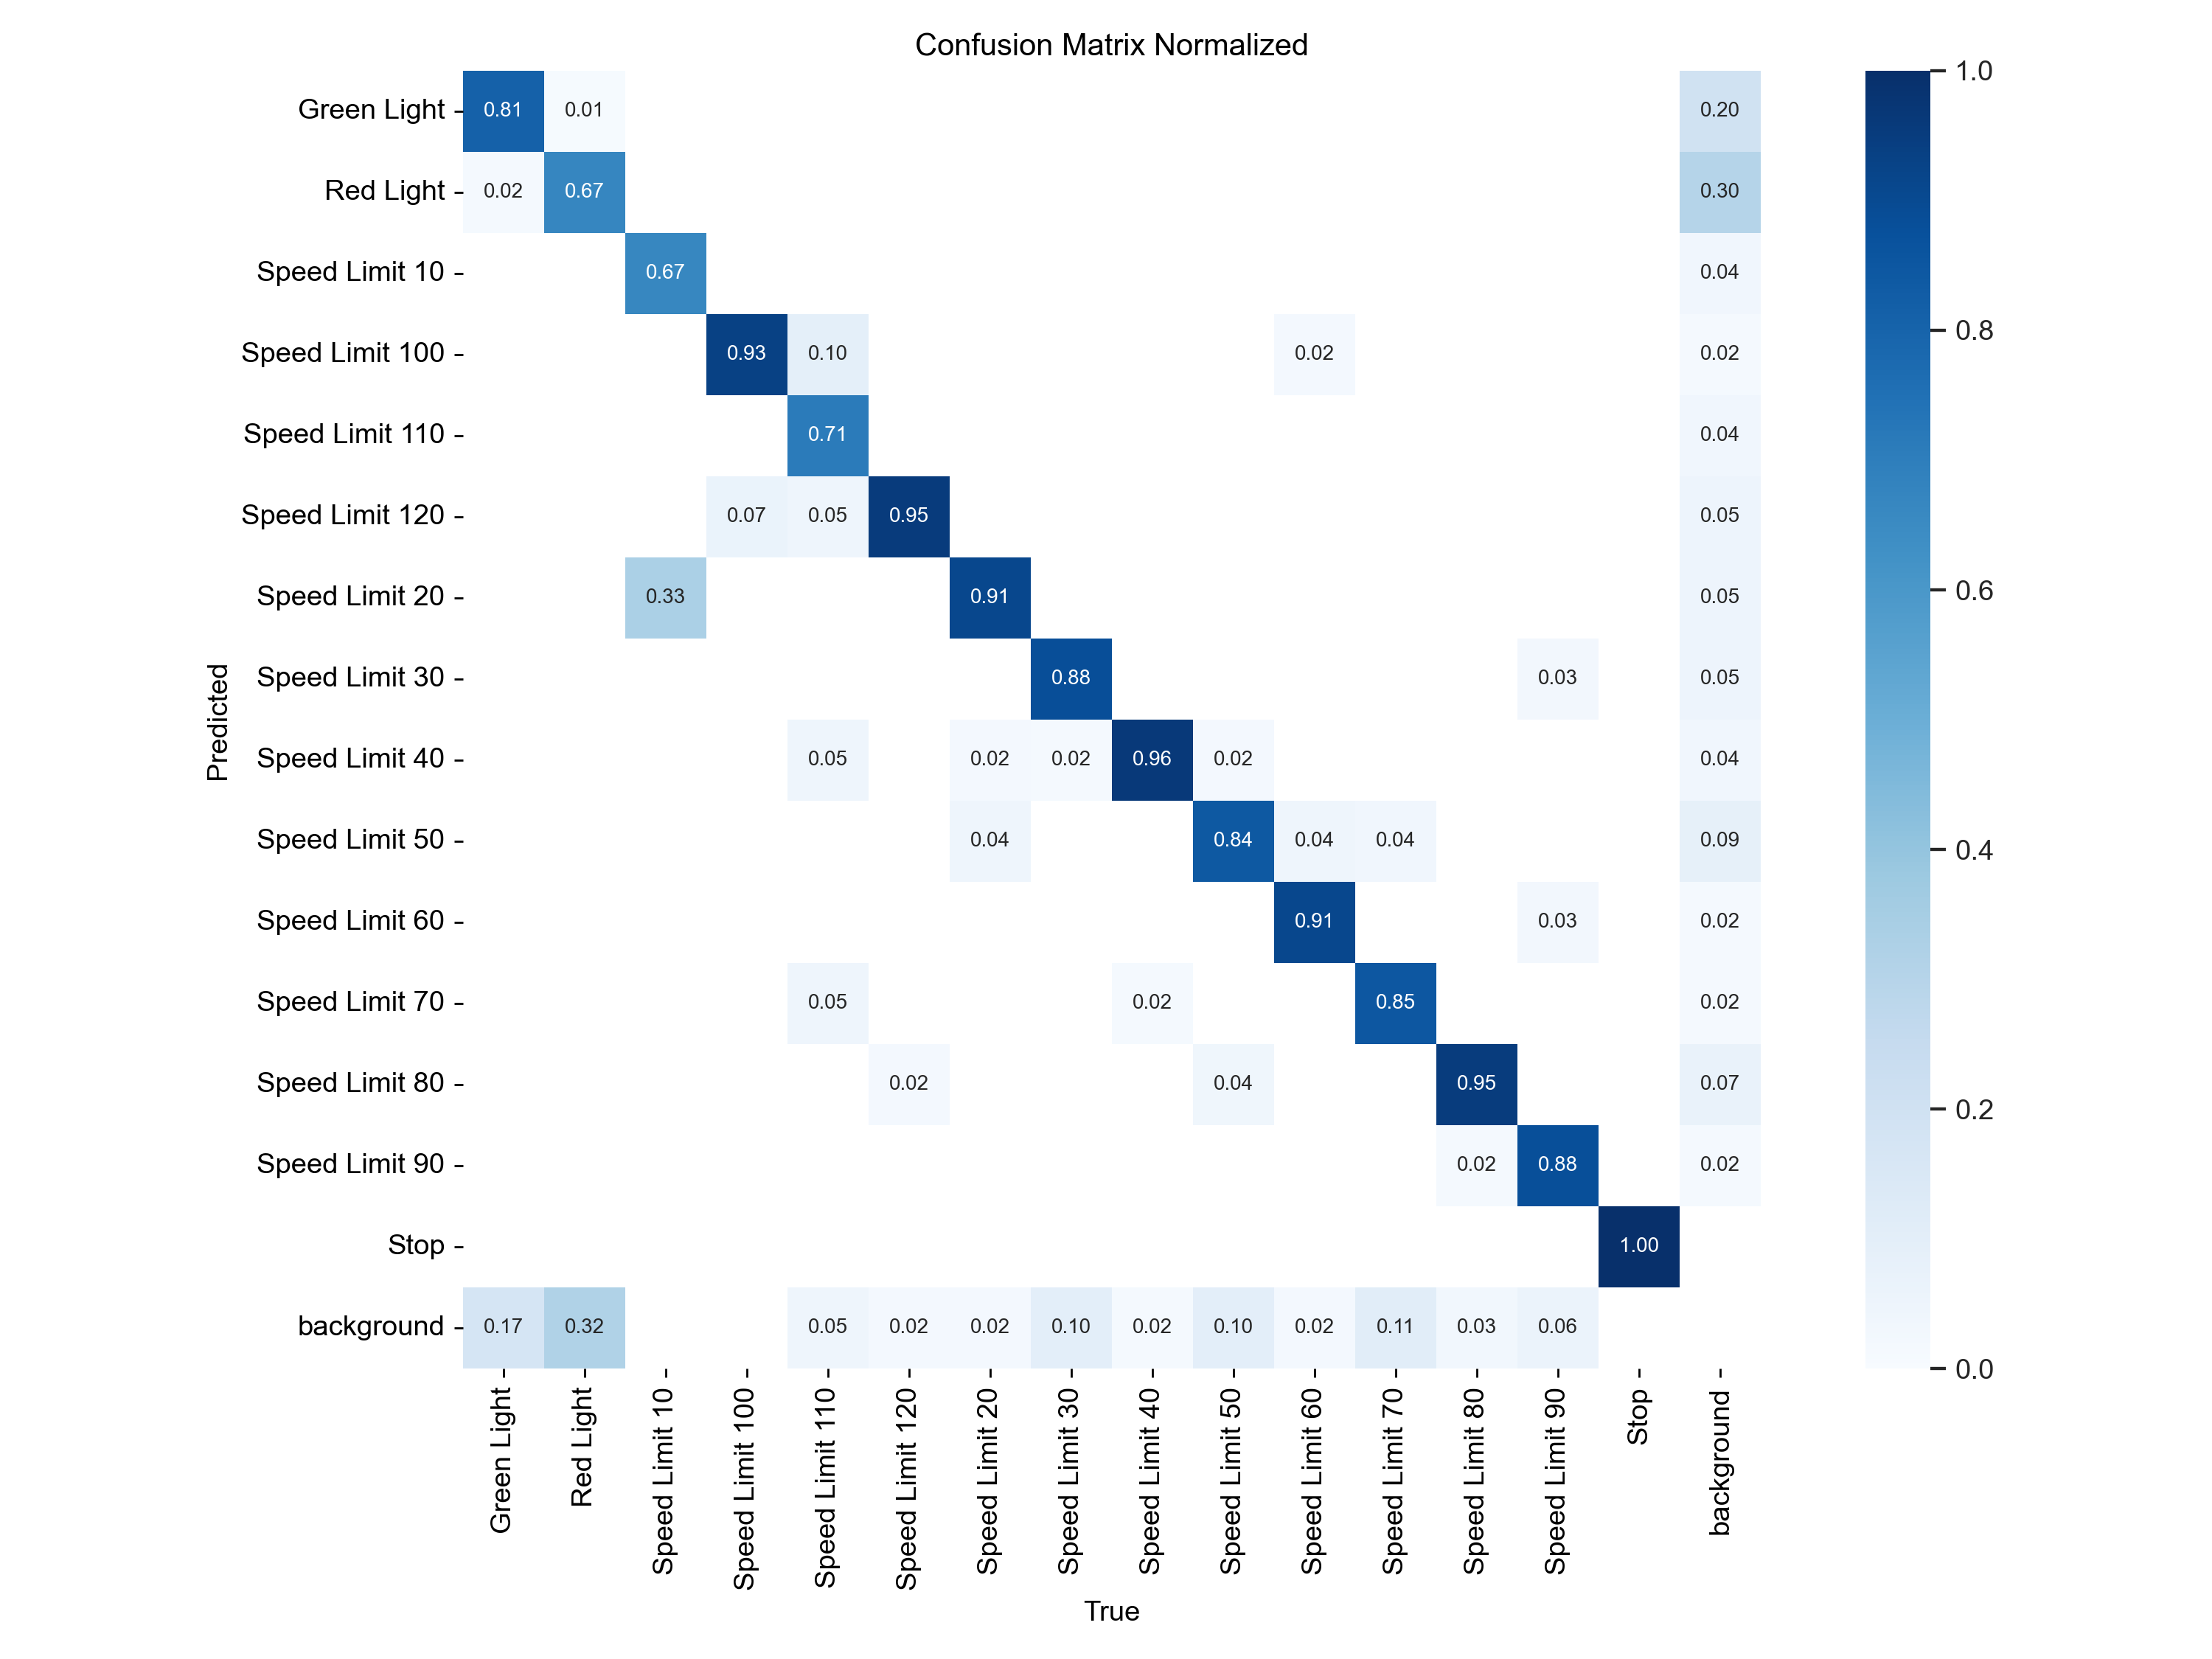 Confusion Matrix Normalized
Green Light 0.81 0.01 0.20
Red Light 0.02 0.67 0.30
Speed Limit 10 0.67 0.04
Speed Limit 100 0.93 0.10 0.02 0.02
Speed Limit 110 0.71 0.04
Speed Limit 120 0.07 0.05 0.95 0.05
Speed Limit 20 0.33 0.91 0.05
Speed Limit 30 0.88 0.03 0.05
Speed Limit 40 0.05 0.02 0.02 0.96 0.02 0.04
Speed Limit 50 0.04 0.84 0.04 0.04 0.09
Speed Limit 60 0.91 0.03 0.02
Speed Limit 70 0.05 0.02 0.85 0.02
Speed Limit 80 0.02 0.04 0.95 0.07
Speed Limit 90 0.02 0.88 0.02
Stop 1.00
background 0.17 0.32 0.05 0.02 0.02 0.10 0.02 0.10 0.02 0.11 0.03 0.06
Predicted
Green Light
Red Light
Speed Limit 10
Speed Limit 100
Speed Limit 110
Speed Limit 120
Speed Limit 20
Speed Limit 30
Speed Limit 40
Speed Limit 50
Speed Limit 60
Speed Limit 70
Speed Limit 80
Speed Limit 90
Stop
background
True
1.0
0.8
0.6
0.4
0.2
0.0